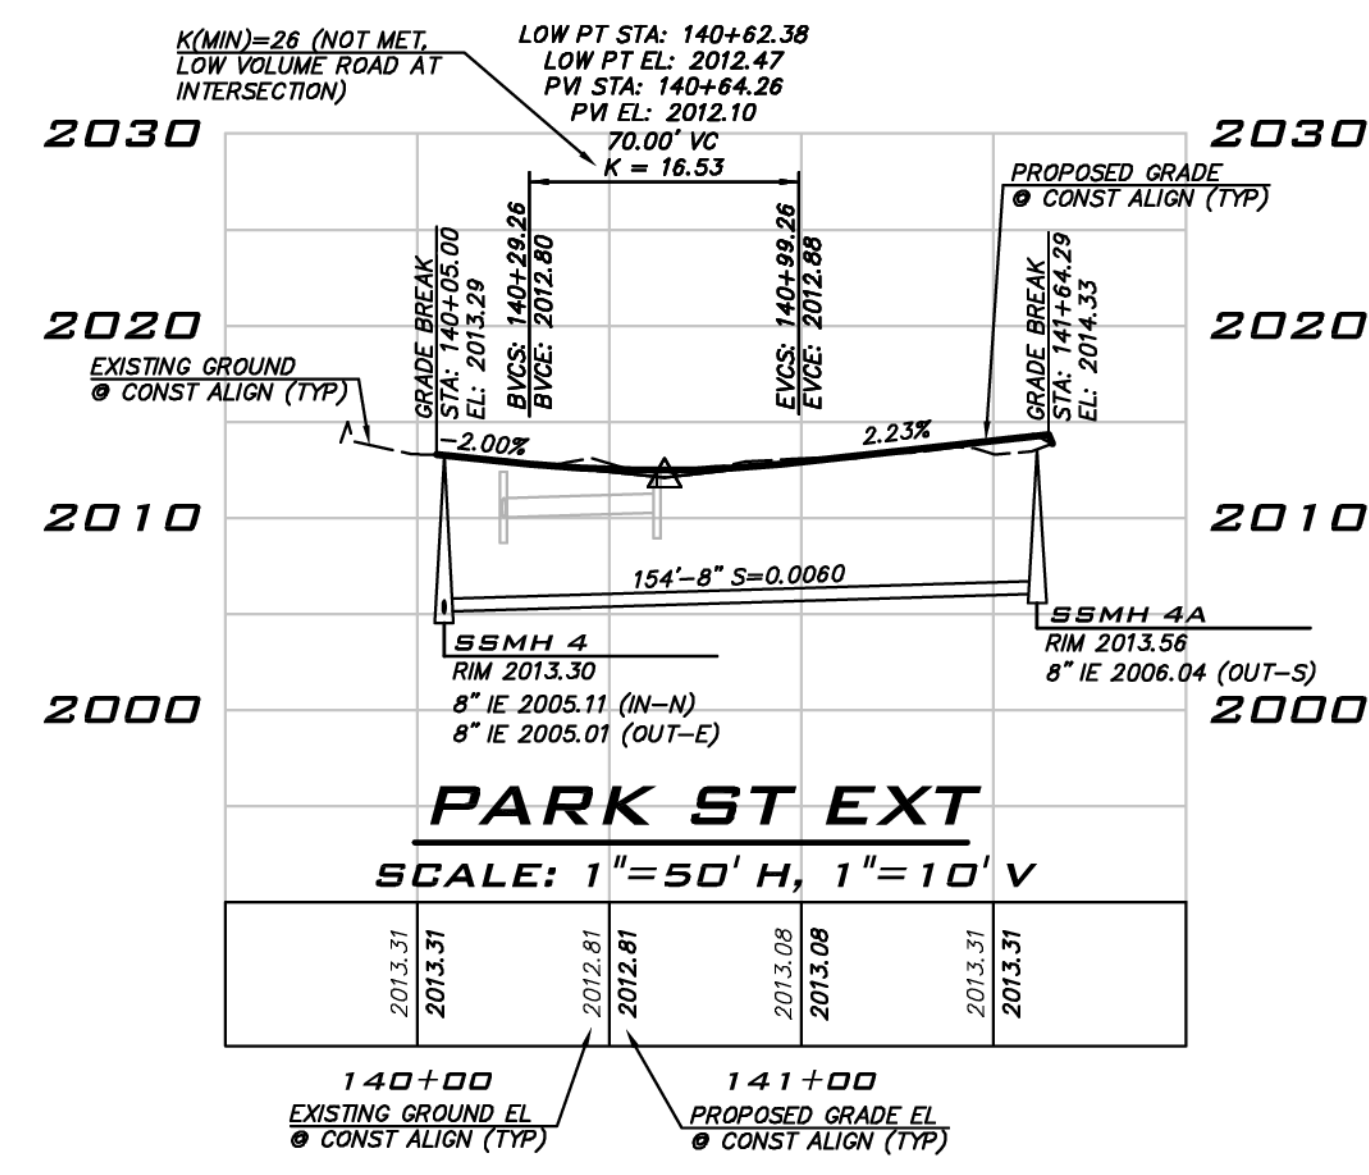 K(MIN)=26 (NOT MET,
LOW VOLUME ROAD AT
INTERSECTION)
LOW PT STA: 140+62.38
LOW PT EL: 2012.47
PVI STA: 140+64.26
PVI EL: 2012.10
70.00' VC
K = 16.53
2030
2030
PROPOSED GRADE
@ CONST ALIGN (TYP)
GRADE BREAK
STA: 140+05.00
EL: 2013.29
BVCS: 140+29.26
BVCE: 2012.80
EVCS: 140+99.26
EVCE: 2012.88
GRADE BREAK
STA: 141+64.29
EL: 2014.33
2020
2020
EXISTING GROUND
@ CONST ALIGN (TYP)
-2.00%
2.23%
2010
2010
154'-8" S=0.0060
SSMH 4
RIM 2013.30
8" IE 2005.11 (IN-N)
8" IE 2005.01 (OUT-E)
SSMH 4A
RIM 2013.56
8" IE 2006.04 (OUT-S)
2000
2000
PARK ST EXT
SCALE: 1"=50' H, 1"=10' V
2013.31
2013.31
2012.81
2012.81
2013.08
2013.08
2013.31
2013.31
140+00
141+00
EXISTING GROUND EL
@ CONST ALIGN (TYP)
PROPOSED GRADE EL
@ CONST ALIGN (TYP)